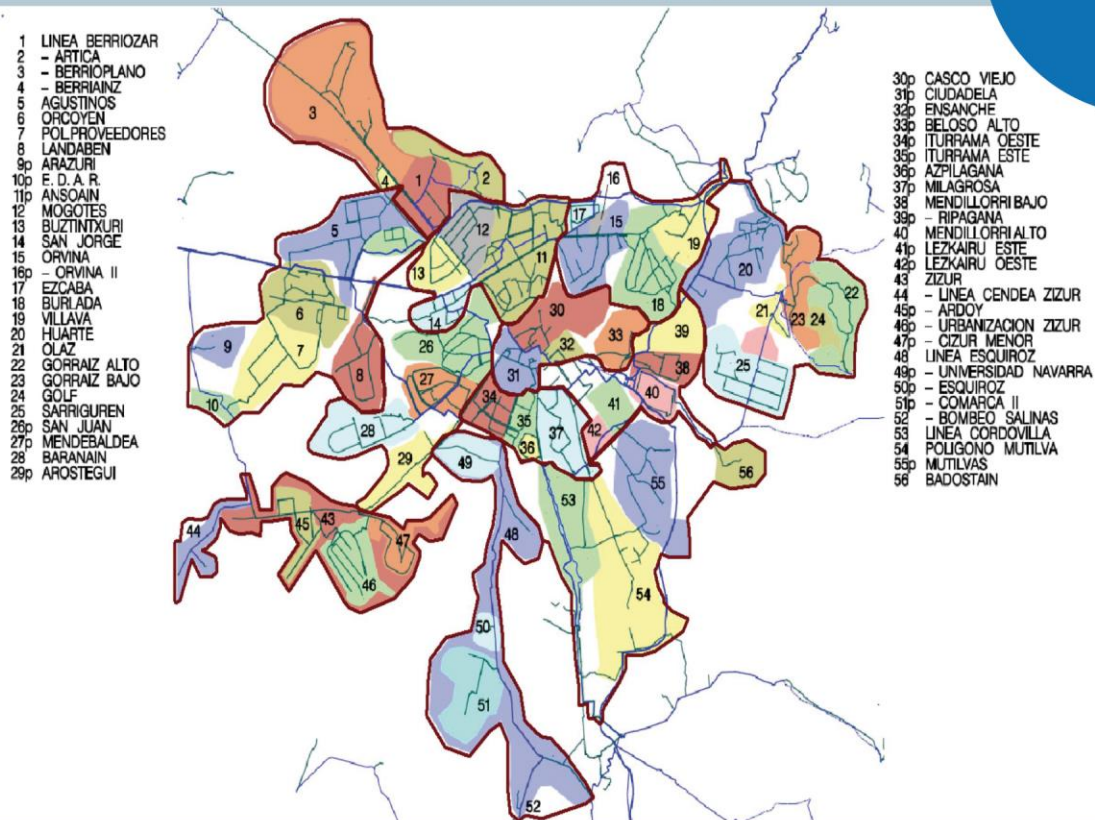 1 LINEA BERRIOZAR
2 – ARTICA
3 – BERRIOPLANO
4 – BERRIAINZ
5 AGUSTINOS
6 ORCOYEN
7 POL.PROVEEDORES
8 LANDABEN
9p ARAZURI
10p E. D. A. R.
11p ANSOAIN
12 MOGOTES
13 BUZTINTXURI
14 SAN JORGE
15 ORVINA
16p – ORVINA II
17 EZCABA
18 BURLADA
19 VILLAVA
20 HUARTE
21 OLAZ
22 GORRAIZ ALTO
23 GORRAIZ BAJO
24 GOLF
25 SARRIGUREN
26p SAN JUAN
27p MENDEBALDEA
28 BARANAIN
29p AROSTEGUI
30p CASCO VIEJO
31p CIUDADELA
32p ENSANCHE
33p BELOSO ALTO
34p ITURRAMA OESTE
35p ITURRAMA ESTE
36p AZPILAGANA
37p MILAGROSA
38 MENDILLORRI BAJO
39p – RIPAGANA
40 MENDILLORRI ALTO
41p LEZKAIRU ESTE
42p LEZKAIRU OESTE
43 ZIZUR
44 – LINEA CENDEA ZIZUR
45p – ARDOY
46p – URBANIZACION ZIZUR
47p – CIZUR MENOR
48 LINEA ESQUIROZ
49p – UNIVERSIDAD NAVARRA
50p – ESQUIROZ
51p – COMARCA II
52 – BOMBEO SALINAS
53 LINEA CORDOVILLA
54 POLIGONO MUTILVA
55p MUTILVAS
56 BADOSTAIN
3
4
1
2
16
17
5
12
15
19
11
13
20
6
14
18
30
21
22
23
24
9
7
8
26
32
33
39
25
10
27
31
38
34
41
40
28
35
36
37
42
29
49
56
53
55
44
45
43
47
48
46
54
50
51
52